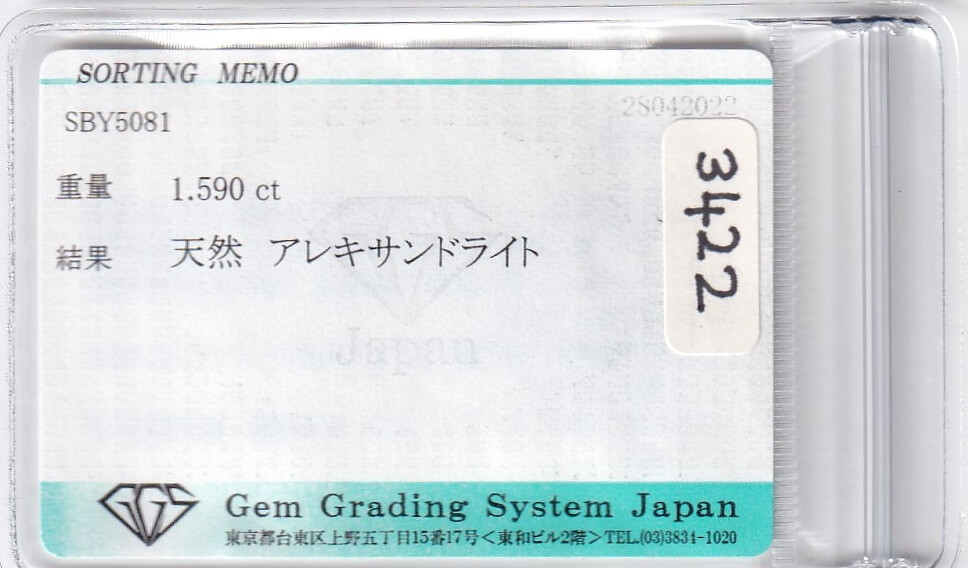 SORTING MEMO
28042022
SBY5081
重量 1.590 ct
結果 天然 アレキサンドライト
3422
Japan
GGS Gem Grading System Japan
東京都台東区上野五丁目15番17号<東和ビル2階>TEL.(03)3834-1020